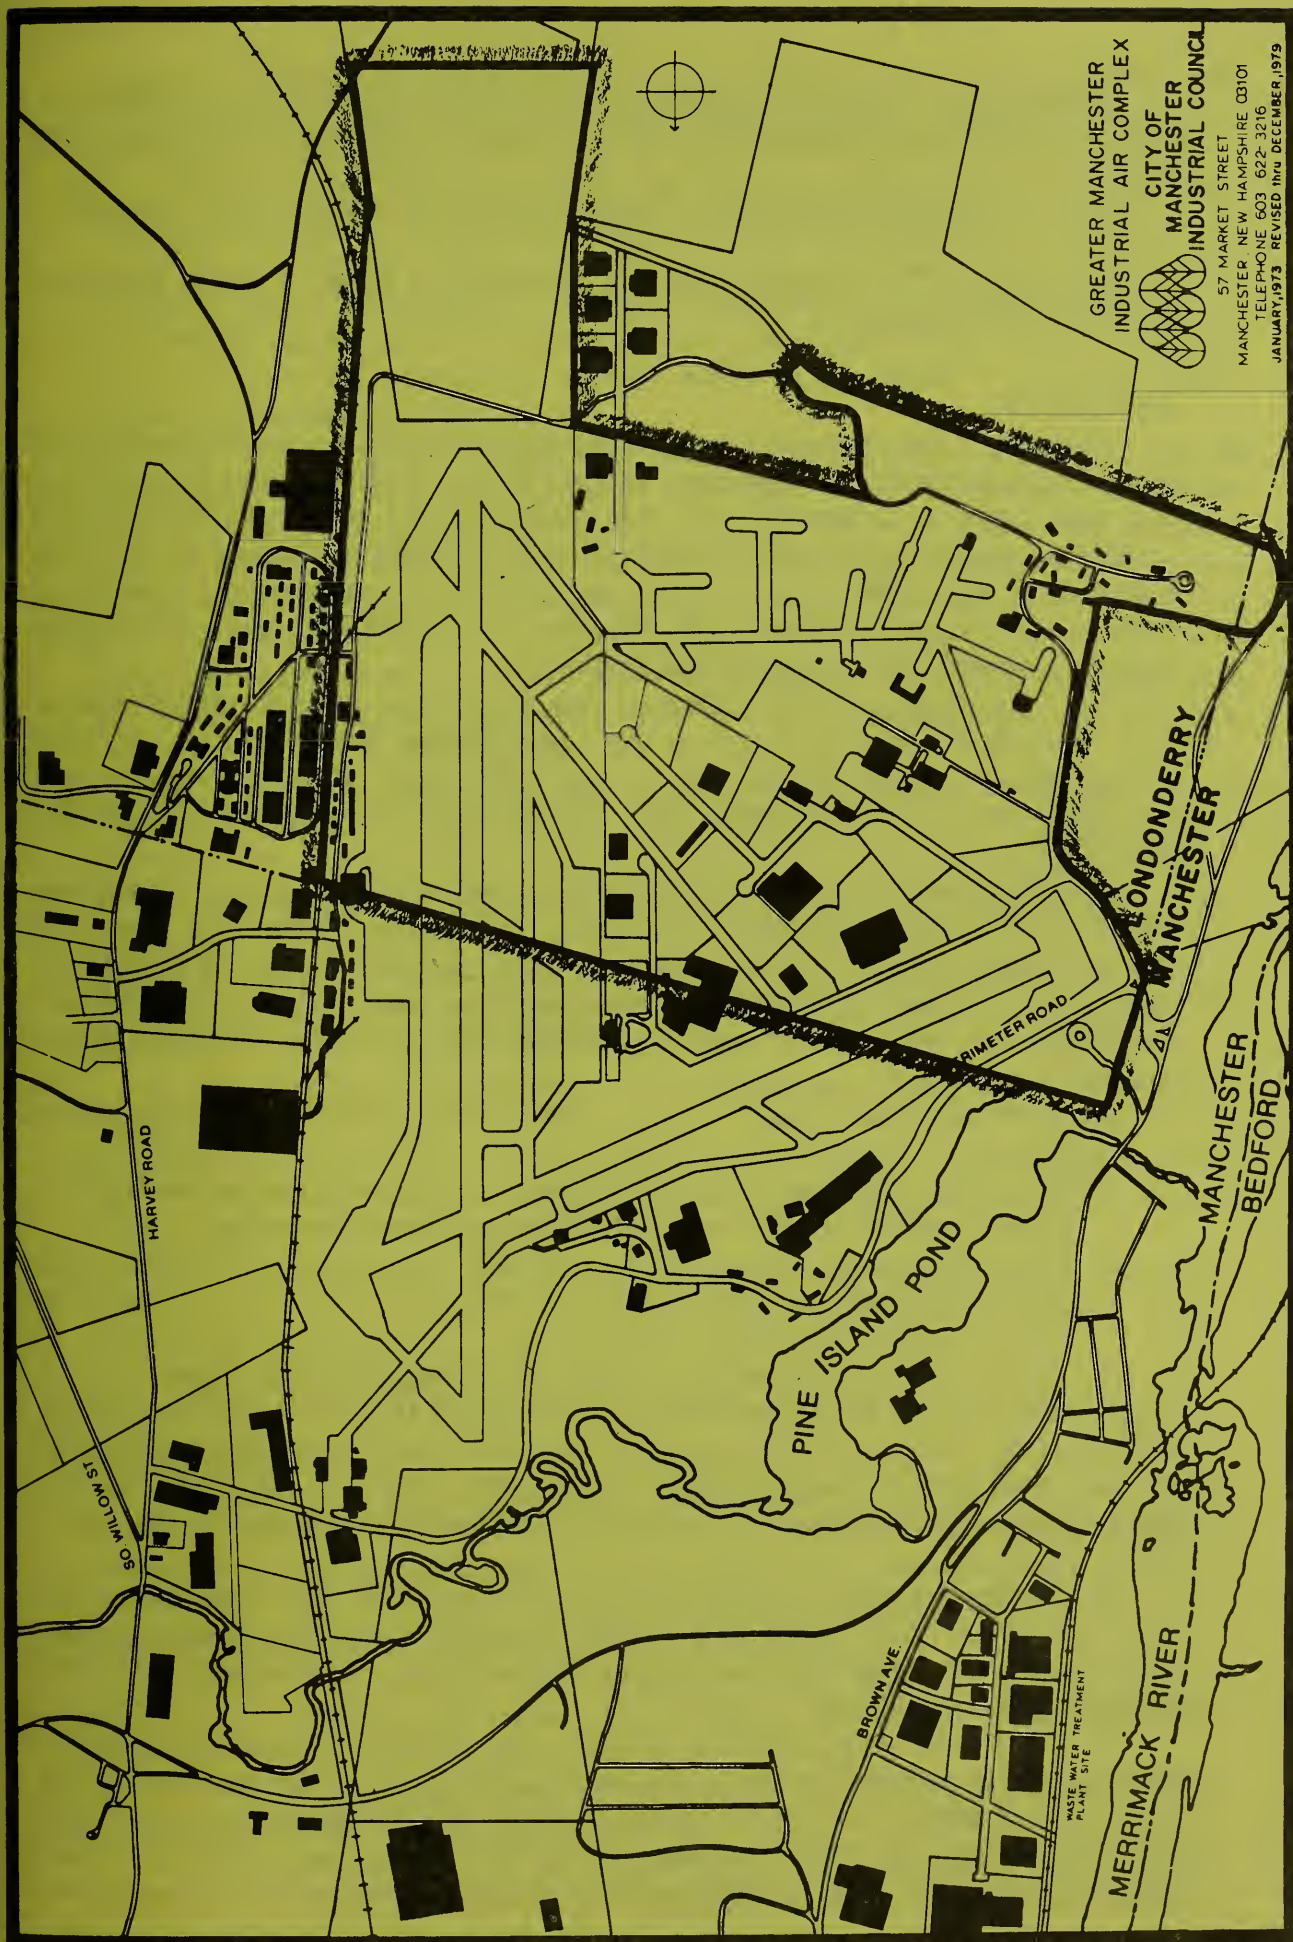 GREATER MANCHESTER
INDUSTRIAL AIR COMPLEX
CITY OF
MANCHESTER
INDUSTRIAL COUNCIL
57 MARKET STREET
MANCHESTER, NEW HAMPSHIRE 03101
TELEPHONE 603 622-3216
JANUARY, 1973 REVISED thru DECEMBER, 1979
LONDONDERRY
MANCHESTER
RIMETER ROAD
MANCHESTER
BEDFORD
HARVEY ROAD
PINE ISLAND POND
SO WILLOW ST
BROWN AVE.
WASTE WATER TREATMENT
PLANT SITE
MERRIMACK RIVER